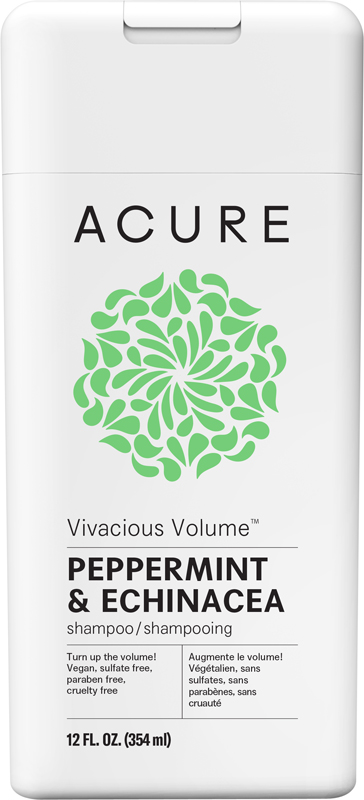 ACURE
Vivacious Volume™
PEPPERMINT
& ECHINACEA
shampoo/shampooing
Turn up the volume!
Vegan, sulfate free,
paraben free,
cruelty free
Augmente le volume!
Végétalien, sans
sulfates, sans
parabènes, sans
cruauté
12 FL. OZ. (354 ml)